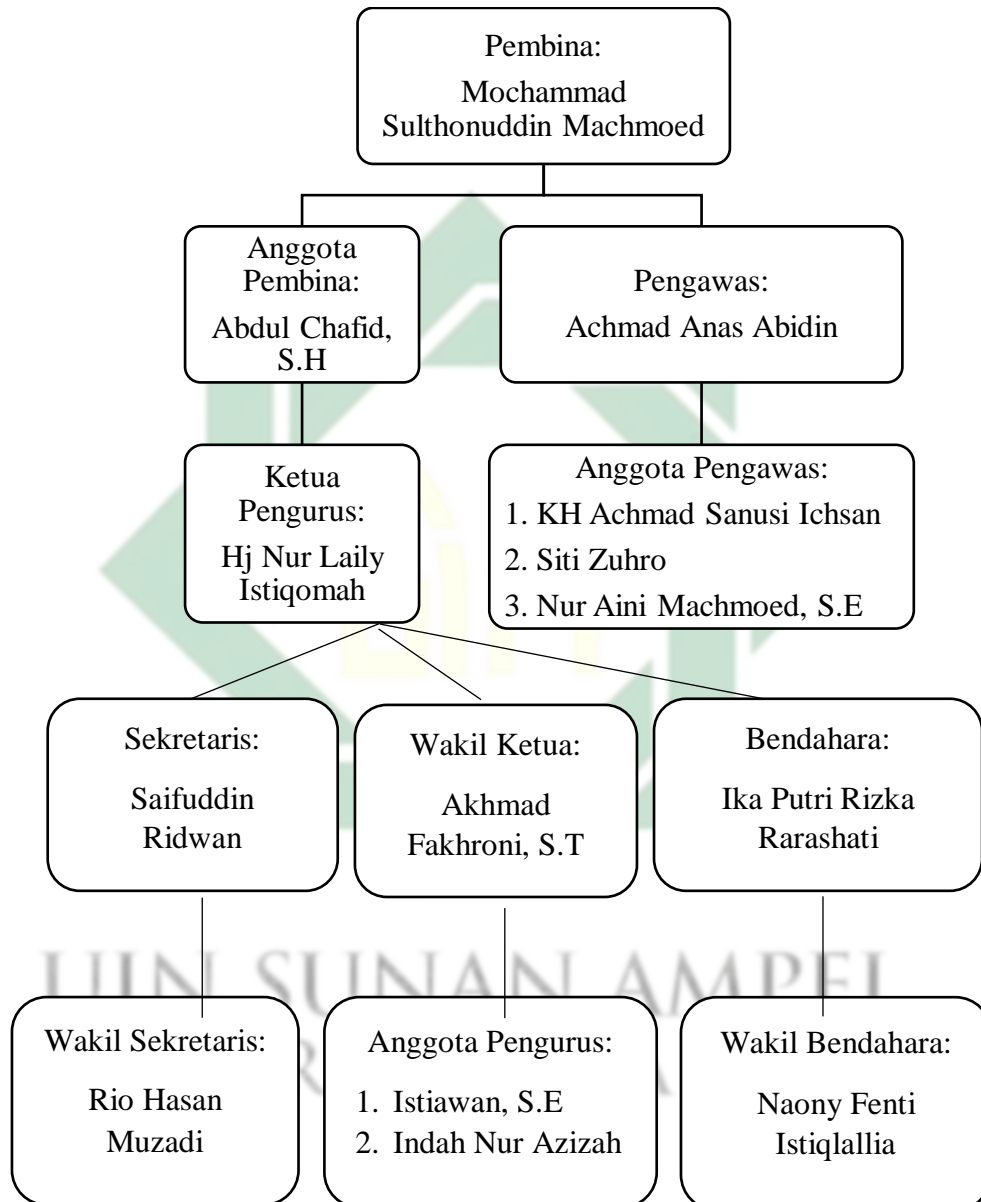 Pembina:
Mochammad
Sulthonuddin Machmoed
Anggota
Pembina:
Abdul Chafid,
S.H
Pengawas:
Achmad Anas Abidin
Ketua
Pengurus:
Hj Nur Laily
Istiqomah
Anggota Pengawas:
1. KH Achmad Sanusi Ichsan
2. Siti Zuhro
3. Nur Aini Machmoed, S.E
Sekretaris:
Saifuddin
Ridwan
Wakil Ketua:
Akhmad
Fakhroni, S.T
Bendahara:
Ika Putri Rizka
Rarashati
UIN SUNAN AMPEL
Wakil Sekretaris:
Rio Hasan
Muzadi
Anggota Pengurus:
1. Istiawan, S.E
2. Indah Nur Azizah
Wakil Bendahara:
Naony Fenti
Istiqlallia